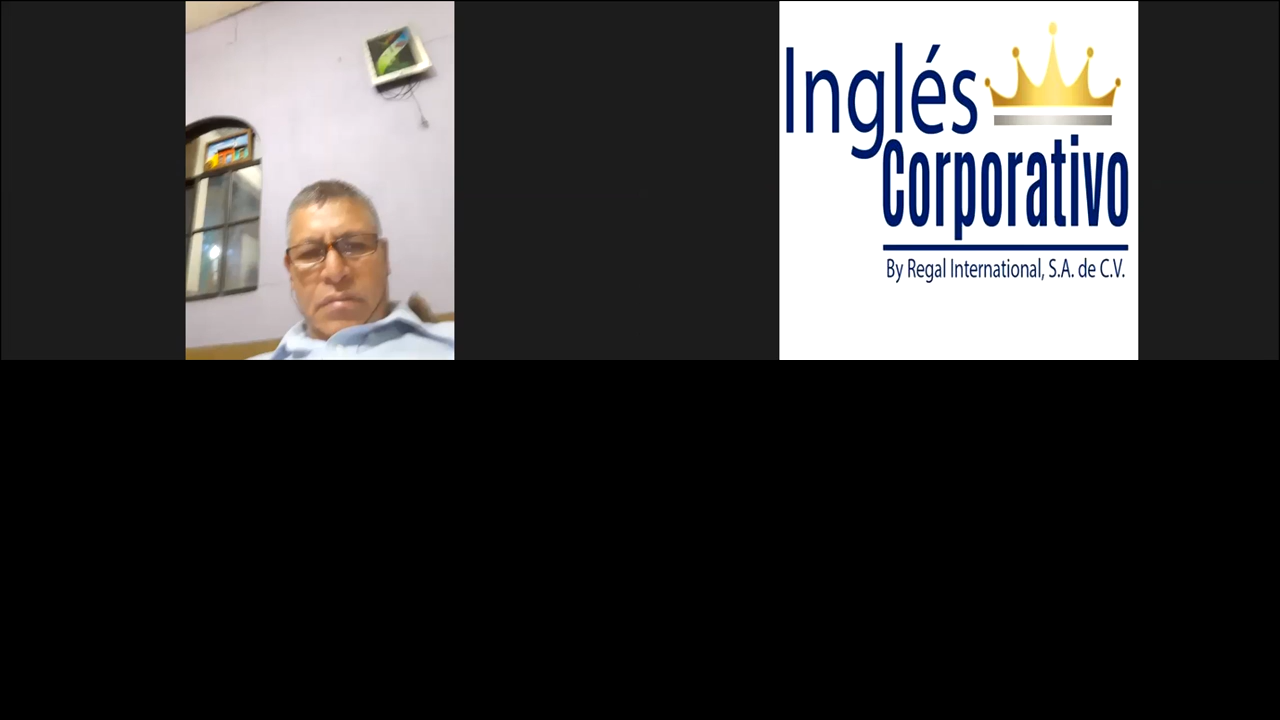 Inglés
Corporativo
By Regal International, S.A. de C.V.